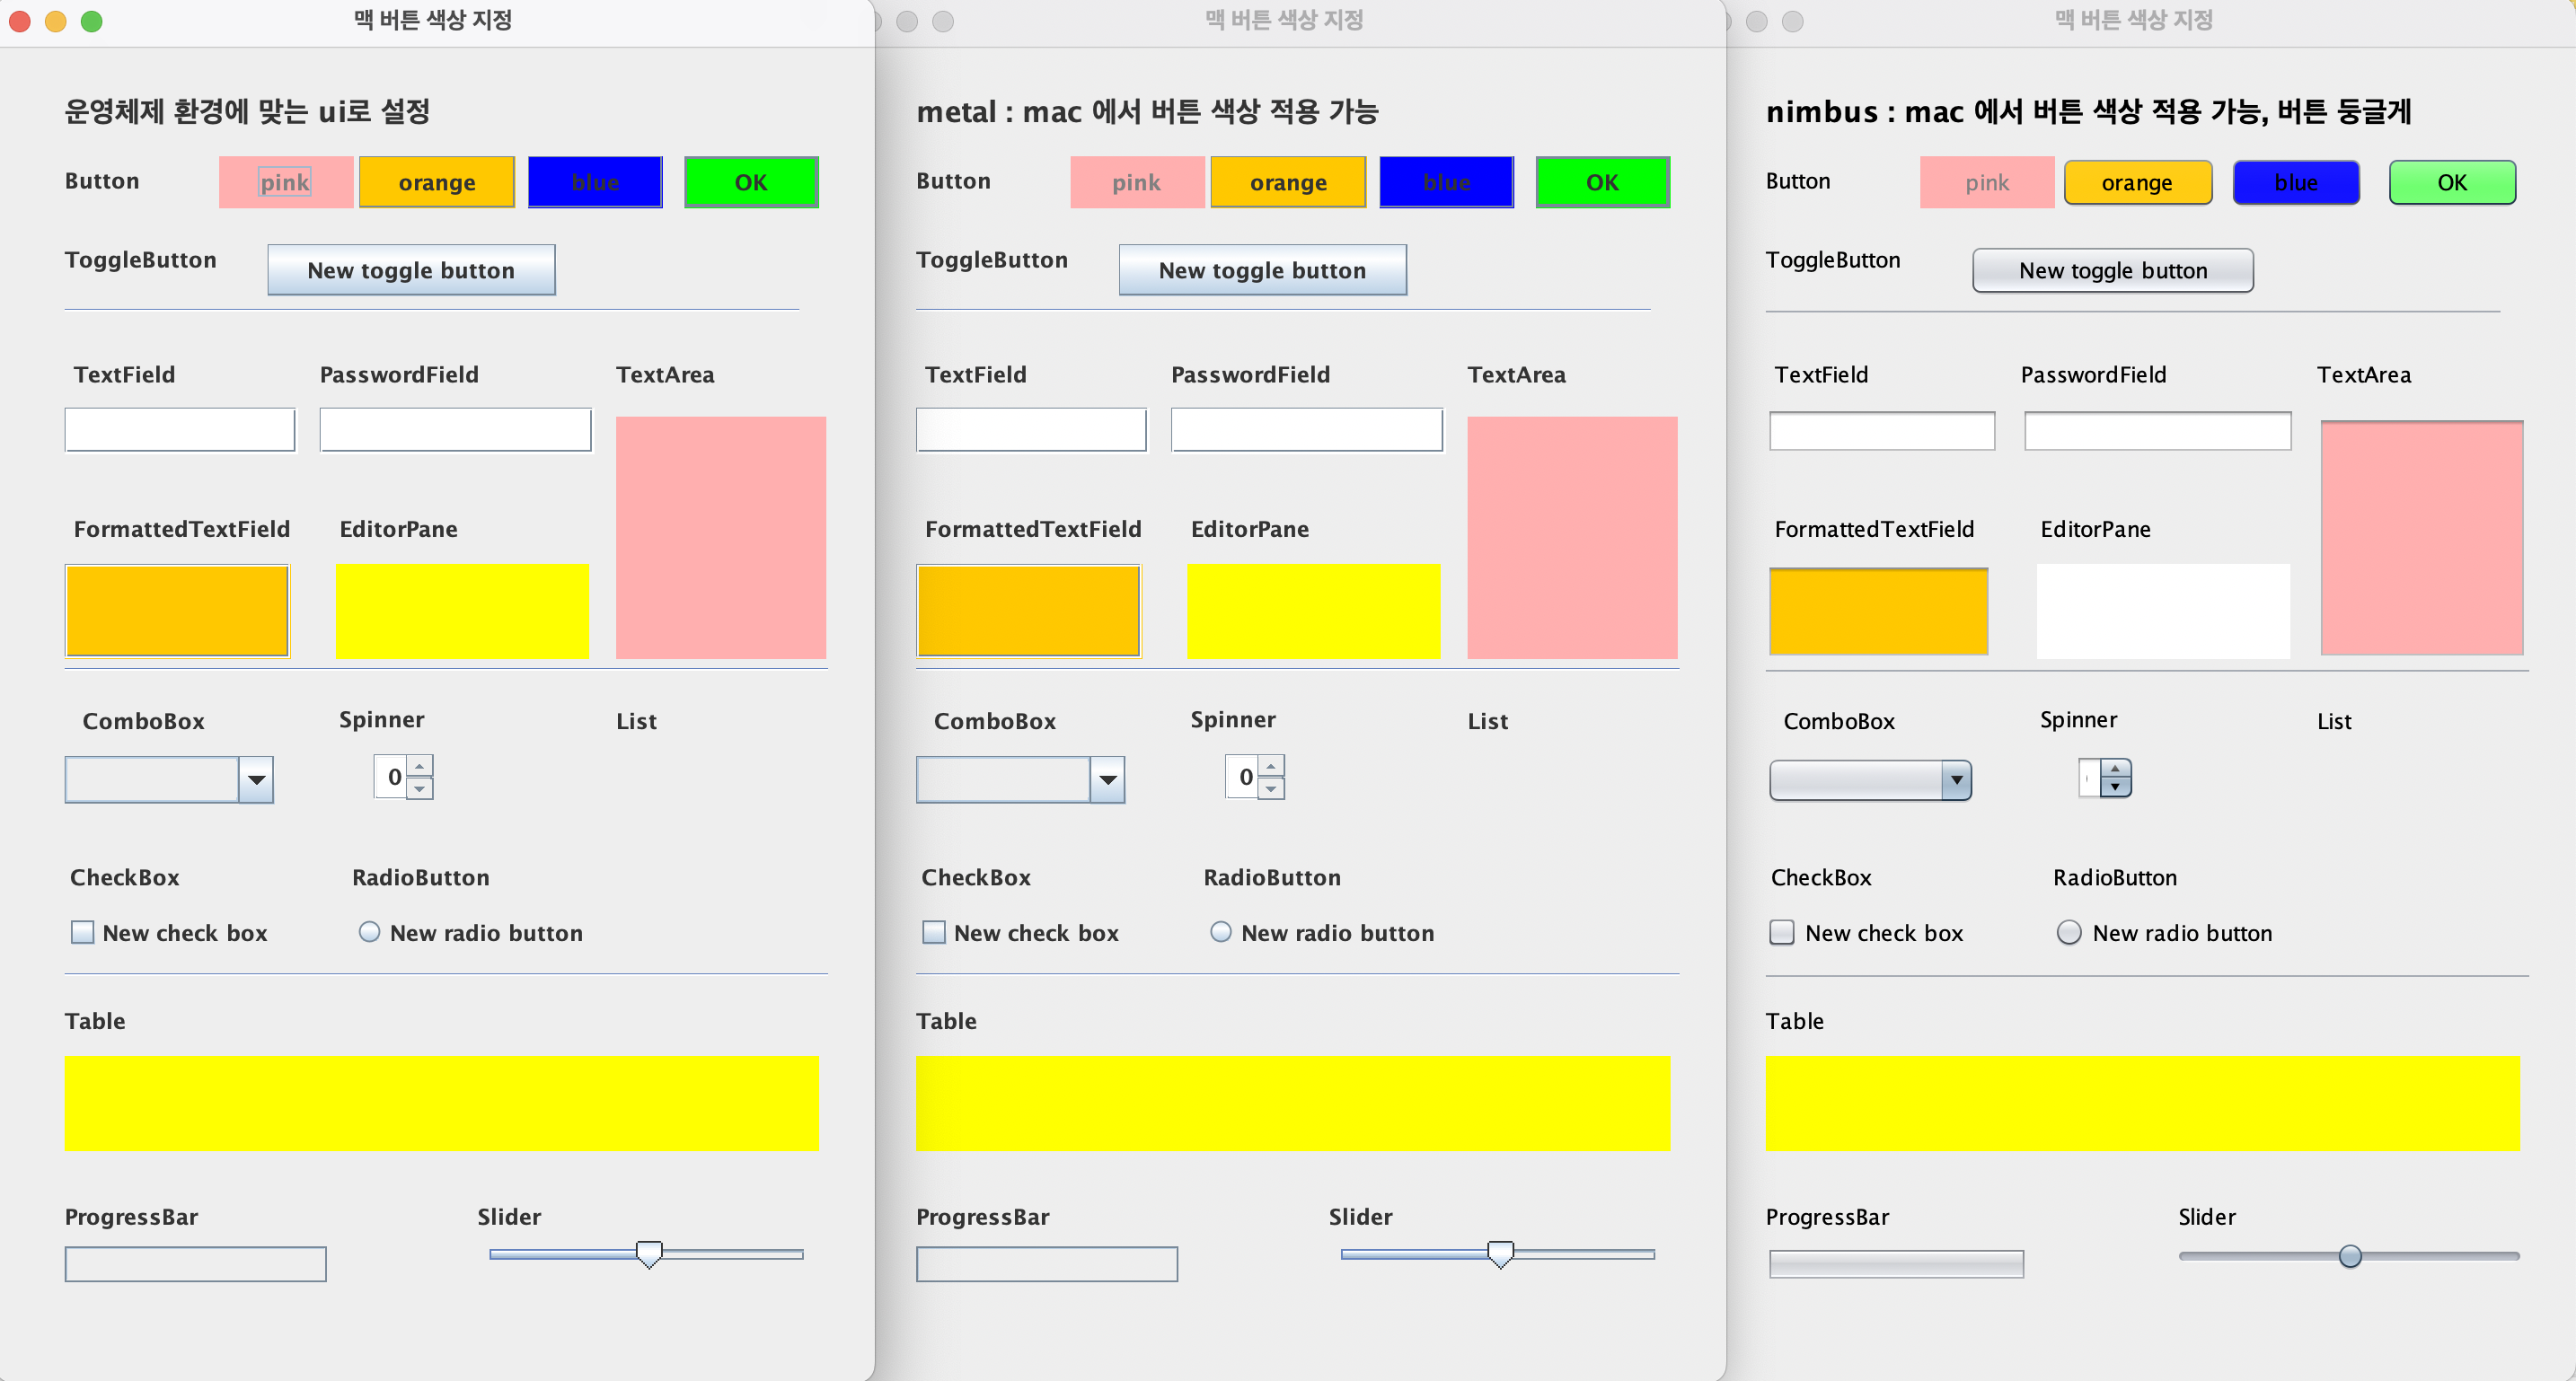 맥 버튼 색상 지정
운영체제 환경에 맞는 ui로 설정
Button pink orange blue OK
ToggleButton New toggle button
TextField PasswordField TextArea
FormattedTextField EditorPane
ComboBox Spinner List
0
CheckBox RadioButton
New check box New radio button
Table
ProgressBar Slider
맥 버튼 색상 지정
metal : mac 에서 버튼 색상 적용 가능
Button pink orange blue OK
ToggleButton New toggle button
TextField PasswordField TextArea
FormattedTextField EditorPane
ComboBox Spinner List
0
CheckBox RadioButton
New check box New radio button
Table
ProgressBar Slider
맥 버튼 색상 지정
nimbus : mac 에서 버튼 색상 적용 가능, 버튼 둥글게
Button pink orange blue OK
ToggleButton New toggle button
TextField PasswordField TextArea
FormattedTextField EditorPane
ComboBox Spinner List
CheckBox RadioButton
New check box New radio button
Table
ProgressBar Slider